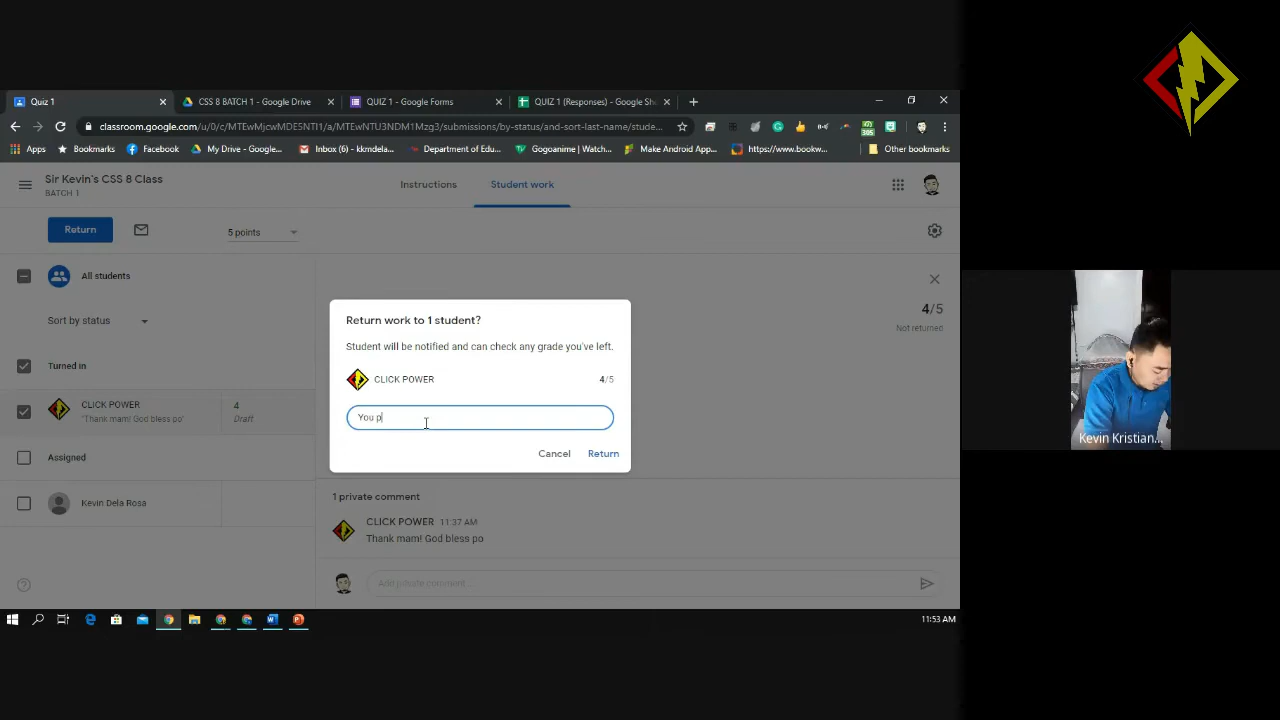 Quiz 1
CSS 8 BATCH 1 - Google Drive
QUIZ 1 - Google Forms
QUIZ 1 (Responses) - Google She
classroom.google.com/u/0/c/MTEwMjcwMDE5NTI1/a/MTEwNTU3NDM1Mzg3/submissions/by-status/and-sort-last-name/stude...
Apps
Bookmarks
Facebook
My Drive - Google...
Inbox (6) - kkmdela...
Department of Edu...
Gogoanime | Watch...
Make Android App...
https://www.bookw...
Other bookmarks
Sir Kevin's CSS 8 Class
BATCH 1
Instructions
Student work
Return
5 points
All students
Sort by status
4/5
Not returned
Turned in
CLICK POWER
"Thank mam! God bless po"
4
Draft
Assigned
Kevin Dela Rosa
Return work to 1 student?
Student will be notified and can check any grade you've left.
CLICK POWER
4/5
You p
Cancel
Return
1 private comment
CLICK POWER 11:37 AM
Thank mam! God bless po
Add private comment...
11:53 AM
Kevin Kristian...